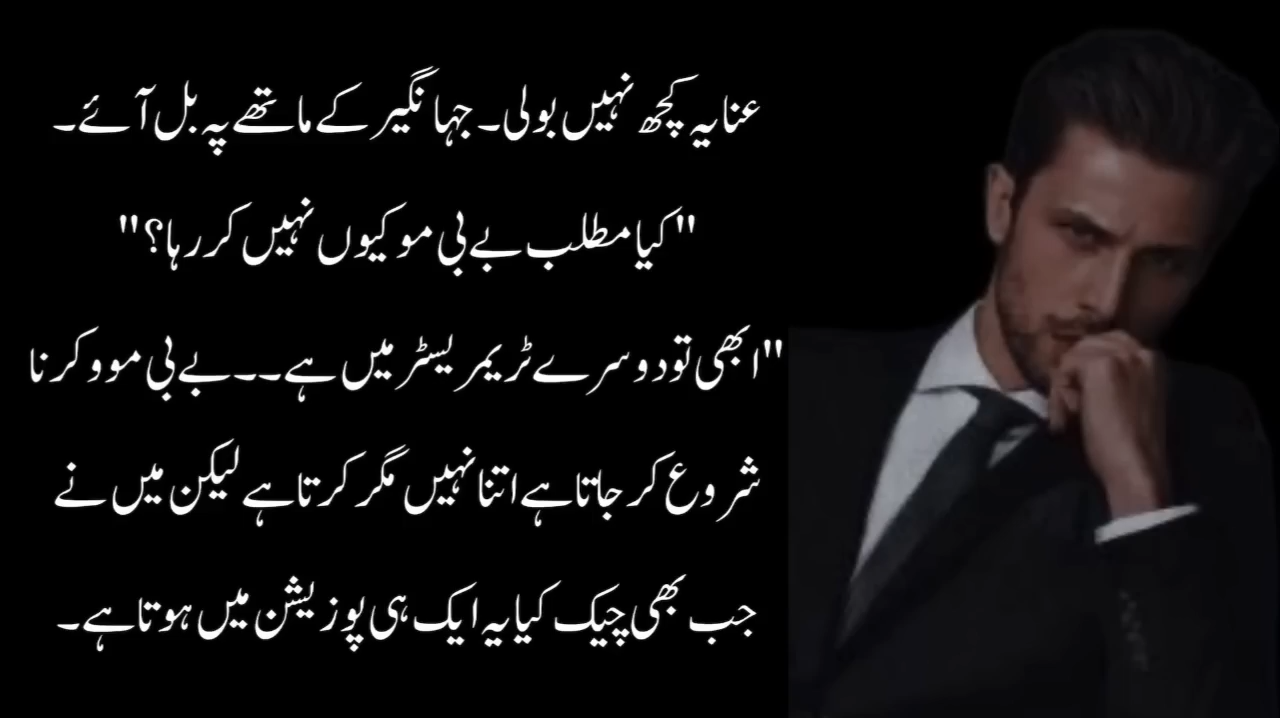 عنایہ کچھ نہیں بولی۔ جہانگیر کے ماتھے پہ بل آئے۔
"کیا مطلب بے بی مو کیوں نہیں کر رہا؟"
"ابھی تو دوسرے ٹریمریسٹر میں ہے۔۔۔ بے بی موو کرنا
شروع کر جاتا ہے اتنا نہیں مگر کرتا ہے لیکن میں نے
جب بھی چیک کیا یہ ایک ہی پوزیشن میں ہوتا ہے۔